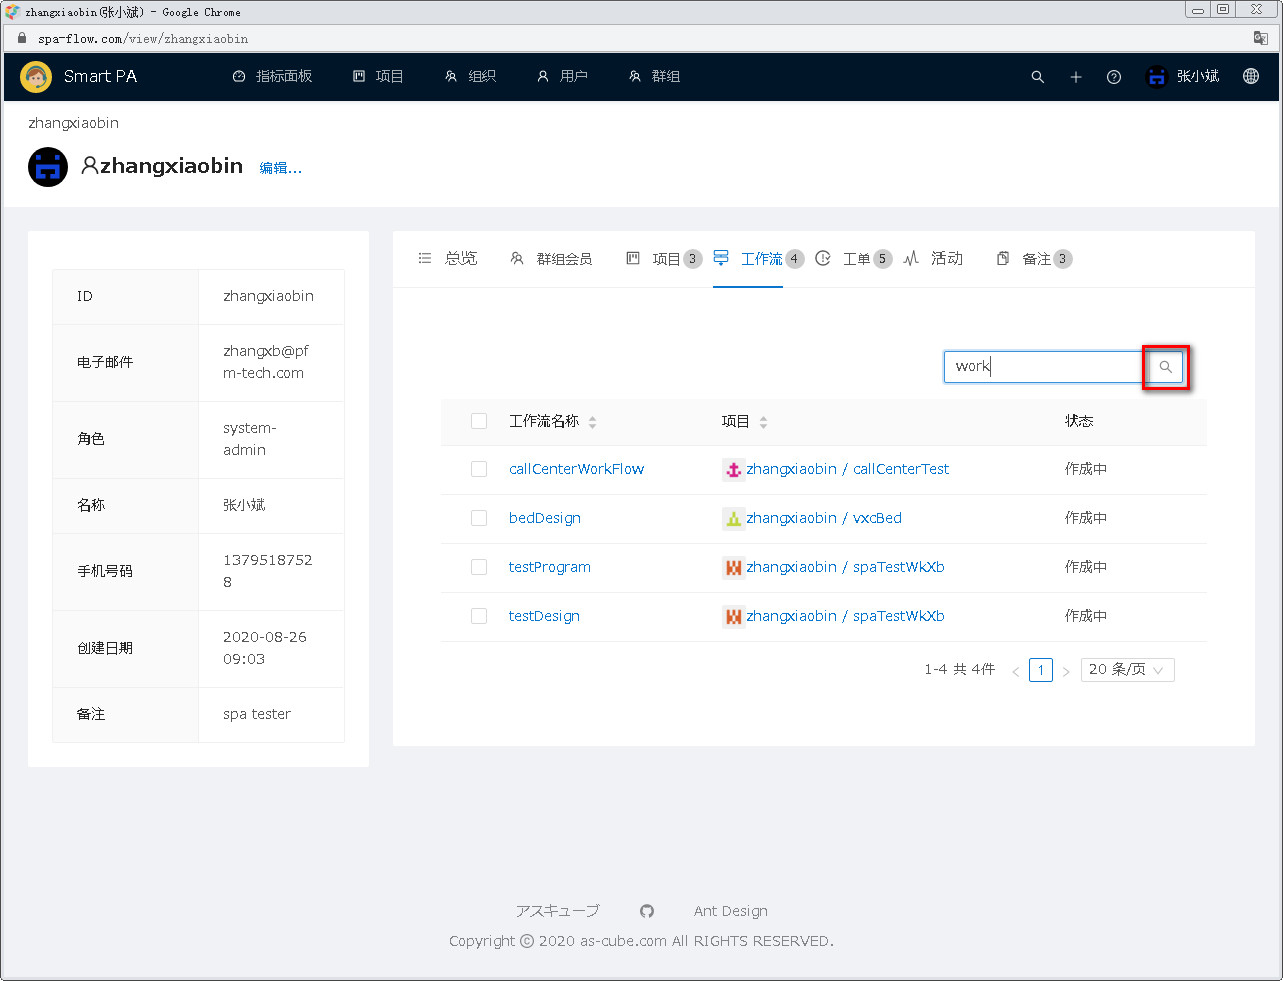 zhangxiaobin(张小斌) - Google Chrome
spa-flow.com/view/zhangxiaobin
Smart PA 指标面板 项目 组织 用户 群组 张小斌
zhangxiaobin
zhangxiaobin 编辑...
总览 群组会员 项目 3 工作流 4 工单 5 活动 备注 3
ID zhangxiaobin
电子邮件 zhangxb@pf
m-tech.com
角色 system-
admin
名称 张小斌
手机号码 1379518752
8
创建日期 2020-08-26
09:03
备注 spa tester
work
工作流名称 项目 状态
callCenterWorkFlow zhangxiaobin / callCenterTest 作成中
bedDesign zhangxiaobin / vxcBed 作成中
testProgram zhangxiaobin / spaTestWkXb 作成中
testDesign zhangxiaobin / spaTestWkXb 作成中
1-4 共 4件 < 1 > 20 条/页
アスキューブ Ant Design
Copyright © 2020 as-cube.com All RIGHTS RESERVED.